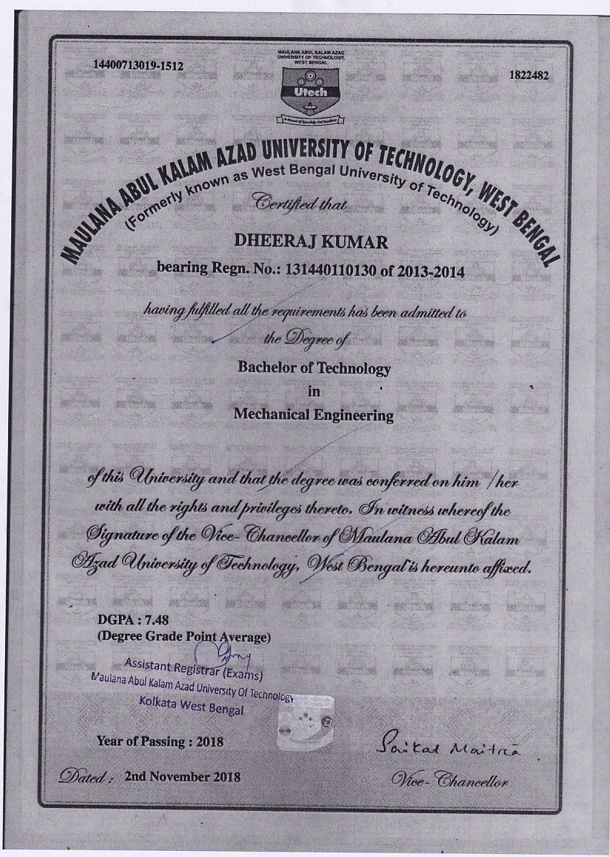 14400713019-1512
1822482
MAULANA ABUL KALAM AZAD
UNIVERSITY OF TECHNOLOGY,
WEST BENGAL
Utech
MAULANA ABUL KALAM AZAD UNIVERSITY OF TECHNOLOGY, WEST BENGAL
(Formerly Known as West Bengal University of Technology)
Certified that
DHEERAJ KUMAR
bearing Regn. No.: 131440110130 of 2013-2014
having fulfilled all the requirements has been admitted to
the Degree of
Bachelor of Technology
in
Mechanical Engineering
of this University and that the degree was conferred on him / her
with all the rights and privileges thereto. In witness whereof the
Signature of the Vice-Chancellor of Maulana Abul Kalam
Azad University of Technology, West Bengal is hereunto affixed.
DGPA : 7.48
(Degree Grade Point Average)
Assistant Registrar (Exams)
Maulana Abul Kalam Azad University Of Technology
Kolkata West Bengal
Year of Passing : 2018
Saikat Maitra
Dated : 2nd November 2018
Vice-Chancellor